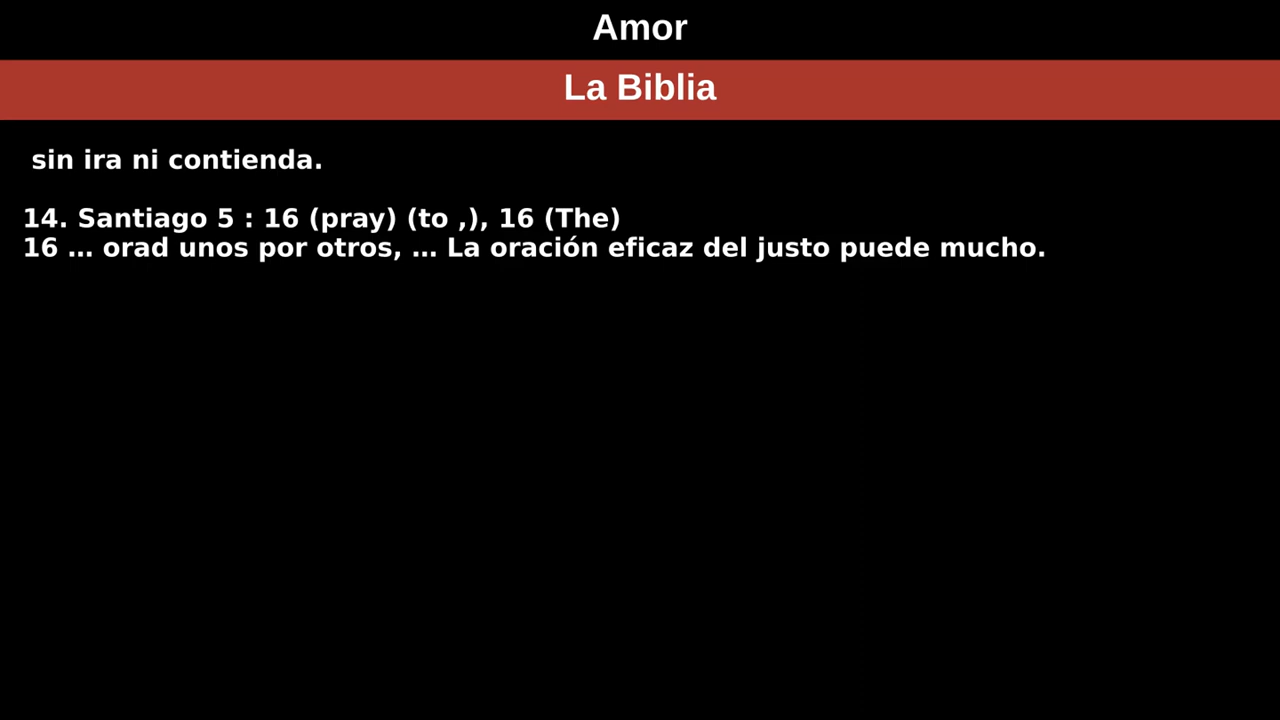 Amor
La Biblia
sin ira ni contienda.
14. Santiago 5 : 16 (pray) (to ,), 16 (The)
16 … orad unos por otros, … La oración eficaz del justo puede mucho.